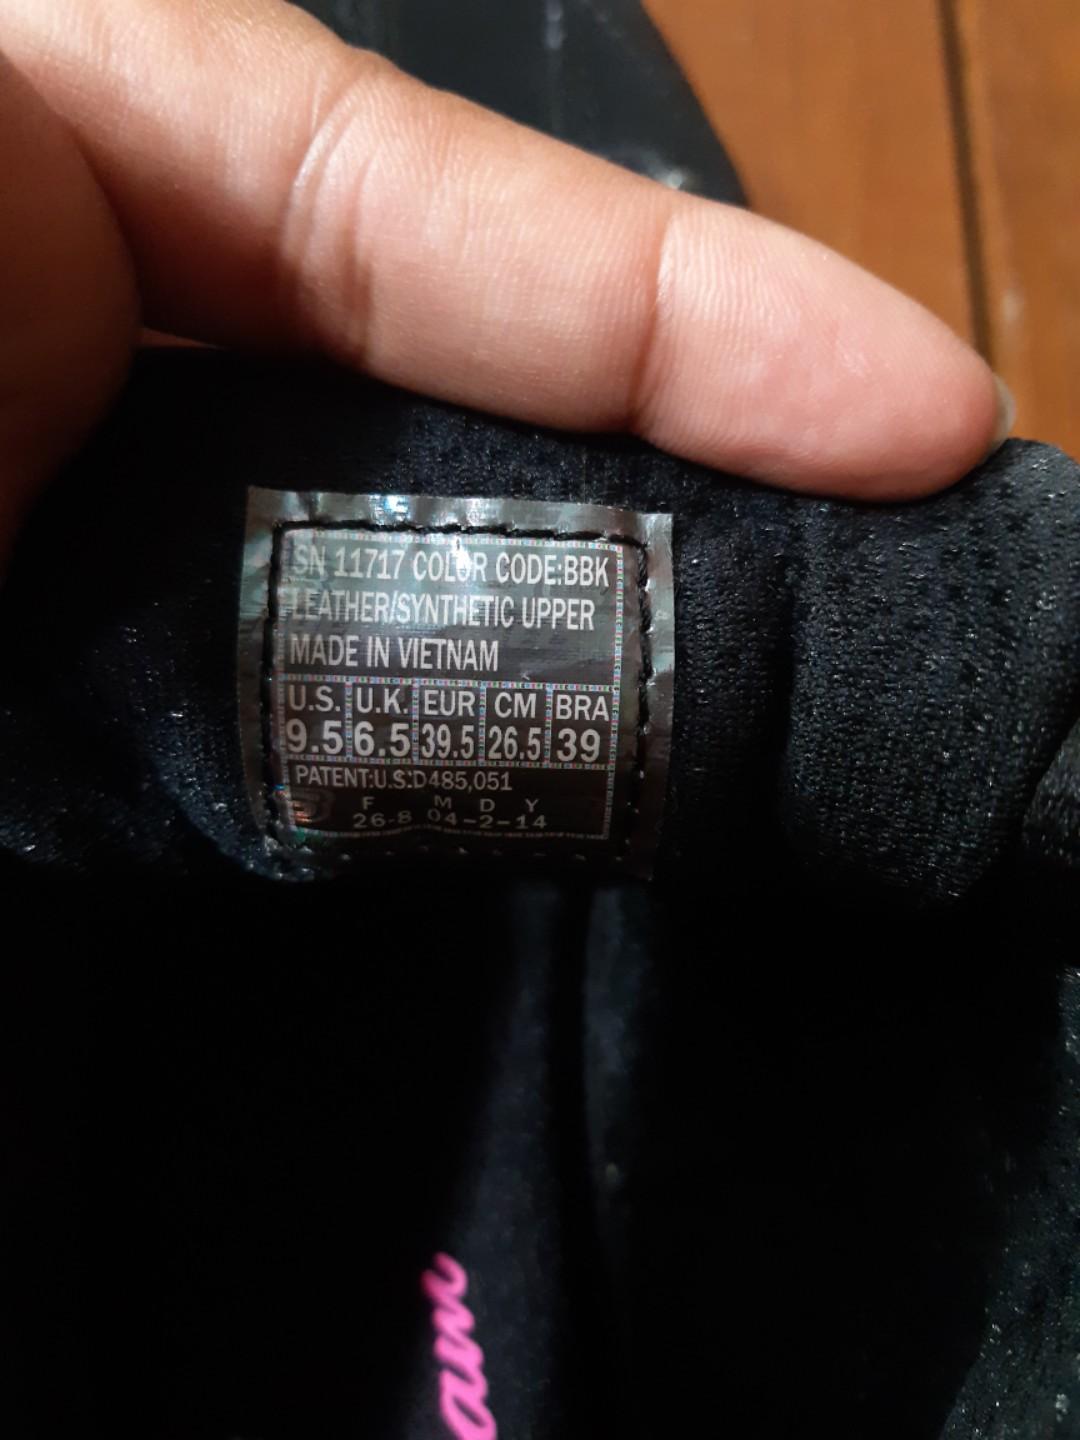 SN 11717 COLOR CODE:BBK
LEATHER/SYNTHETIC UPPER
MADE IN VIETNAM
U.S. U.K. EUR CM BRA
9.5 6.5 39.5 26.5 39
PATENT:U.S:D485,051
F M D Y
26-8 04-2-14
am